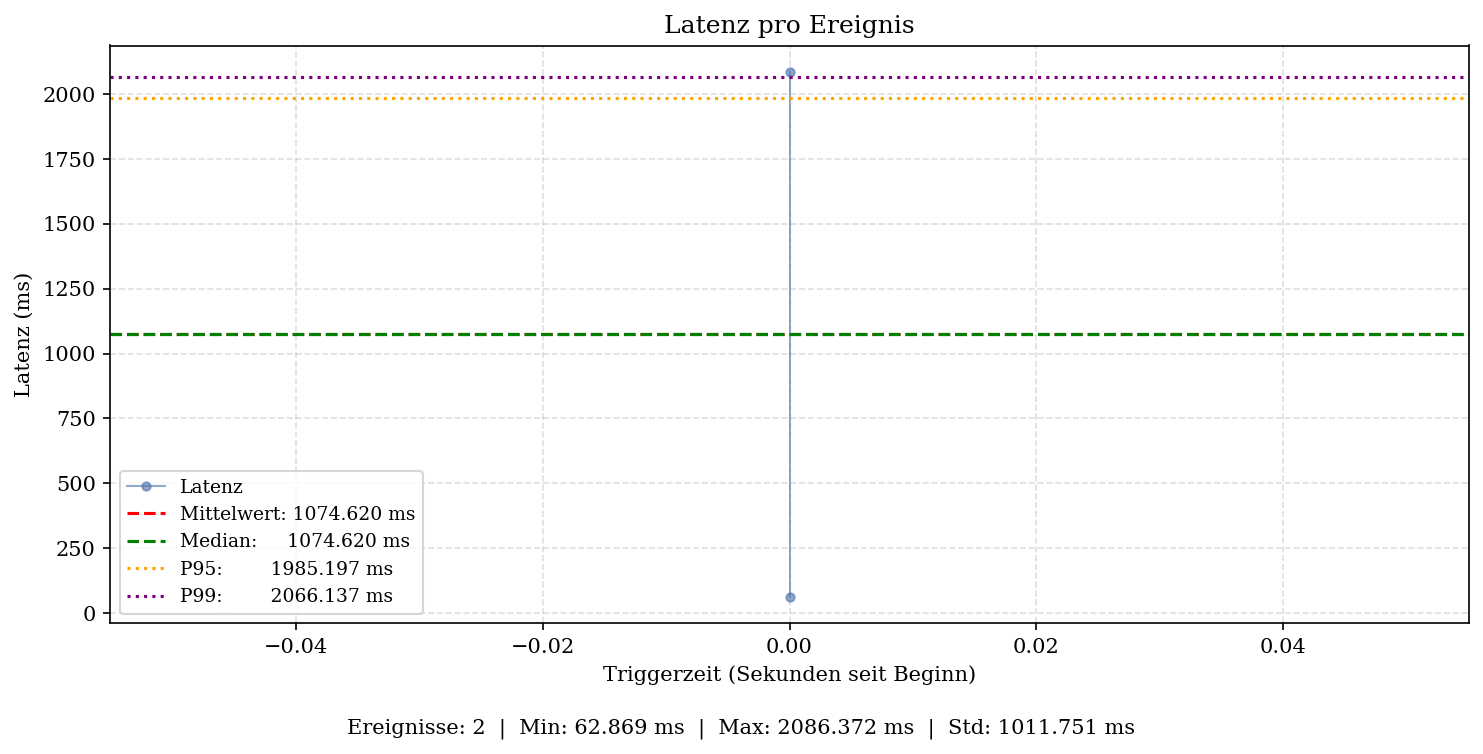 Latenz pro Ereignis
2000
1750
1500
1250
1000
750
500
250
0
Latenz (ms)
Latenz
Mittelwert: 1074.620 ms
Median: 1074.620 ms
P95: 1985.197 ms
P99: 2066.137 ms
−0.04 −0.02 0.00 0.02 0.04
Triggerzeit (Sekunden seit Beginn)
Ereignisse: 2 | Min: 62.869 ms | Max: 2086.372 ms | Std: 1011.751 ms